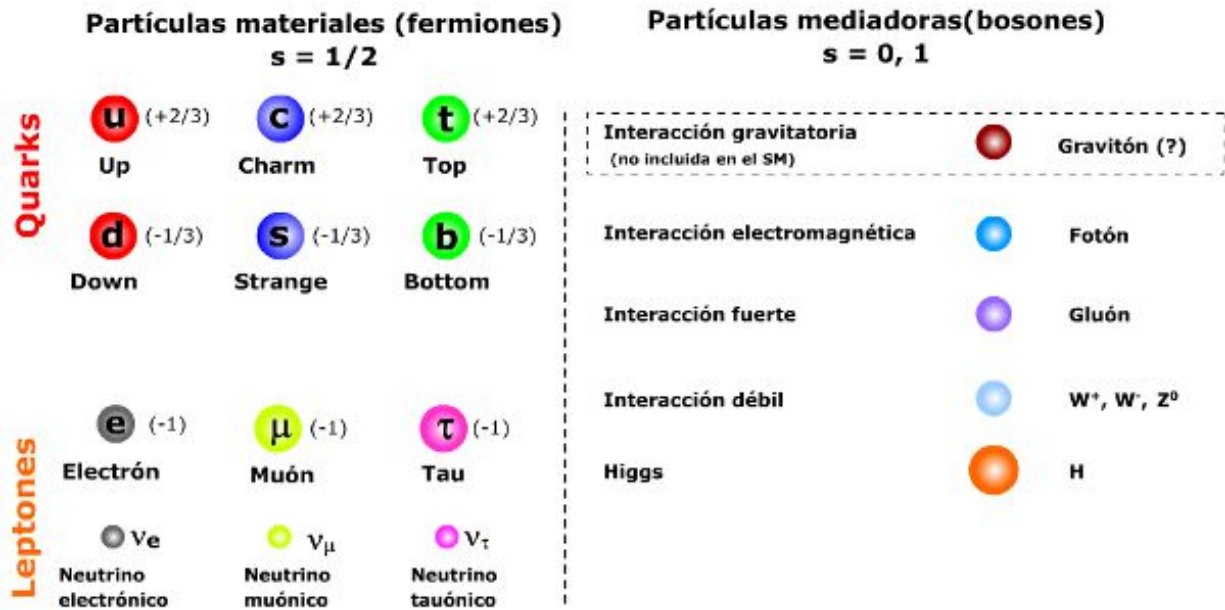 Partículas materiales (fermiones)
s = 1/2
Partículas mediadoras(bosones)
s = 0, 1
Quarks
u (+2/3) c (+2/3) t (+2/3)
Up Charm Top
d (-1/3) s (-1/3) b (-1/3)
Down Strange Bottom
Leptones
e (-1) μ (-1) τ (-1)
Electrón Muón Tau
νe νμ ντ
Neutrino Neutrino Neutrino
electrónico muónico tauónico
Interacción gravitatoria Gravitón (?)
(no incluida en el SM)
Interacción electromagnética Fotón
Interacción fuerte Gluón
Interacción débil W⁺, W⁻, Z⁰
Higgs H